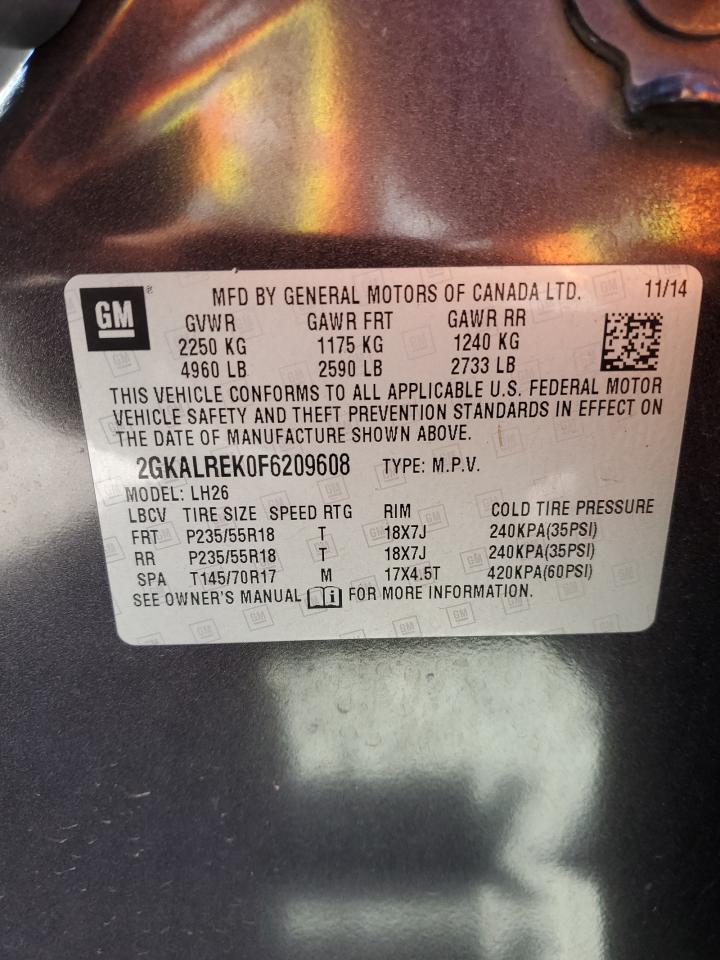 GM
®
MFD BY GENERAL MOTORS OF CANADA LTD. 11/14
GVWR GAWR FRT GAWR RR
2250 KG 1175 KG 1240 KG
4960 LB 2590 LB 2733 LB
THIS VEHICLE CONFORMS TO ALL APPLICABLE U.S. FEDERAL MOTOR
VEHICLE SAFETY AND THEFT PREVENTION STANDARDS IN EFFECT ON
THE DATE OF MANUFACTURE SHOWN ABOVE.
2GKALREK0F6209608 TYPE: M.P.V.
MODEL: LH26
LBCV TIRE SIZE SPEED RTG RIM COLD TIRE PRESSURE
FRT P235/55R18 T 18X7J 240KPA(35PSI)
RR P235/55R18 T 18X7J 240KPA(35PSI)
SPA T145/70R17 M 17X4.5T 420KPA(60PSI)
SEE OWNER'S MANUAL i FOR MORE INFORMATION.